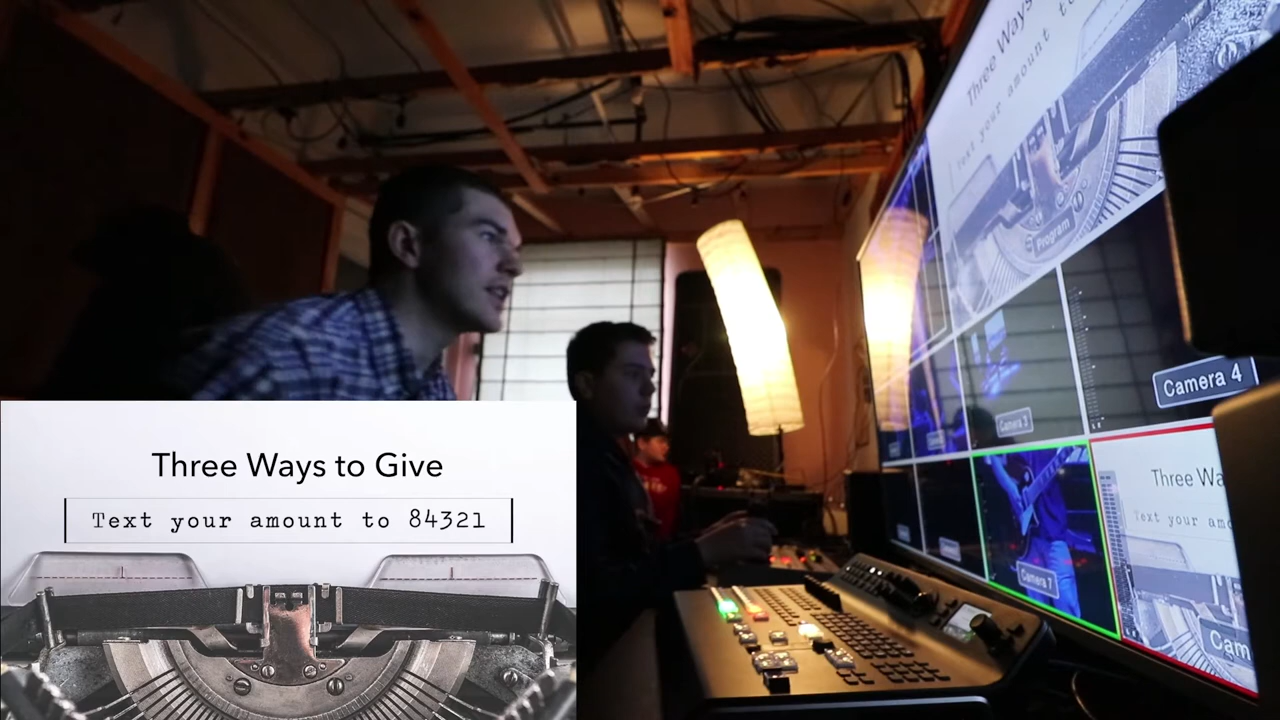 Three Ways to Give
Text your amount to 84321
Three Ways
Text your amount to
Program
Camera 3
Camera 4
Camera 7
Three Wa
Text your amo
Cam